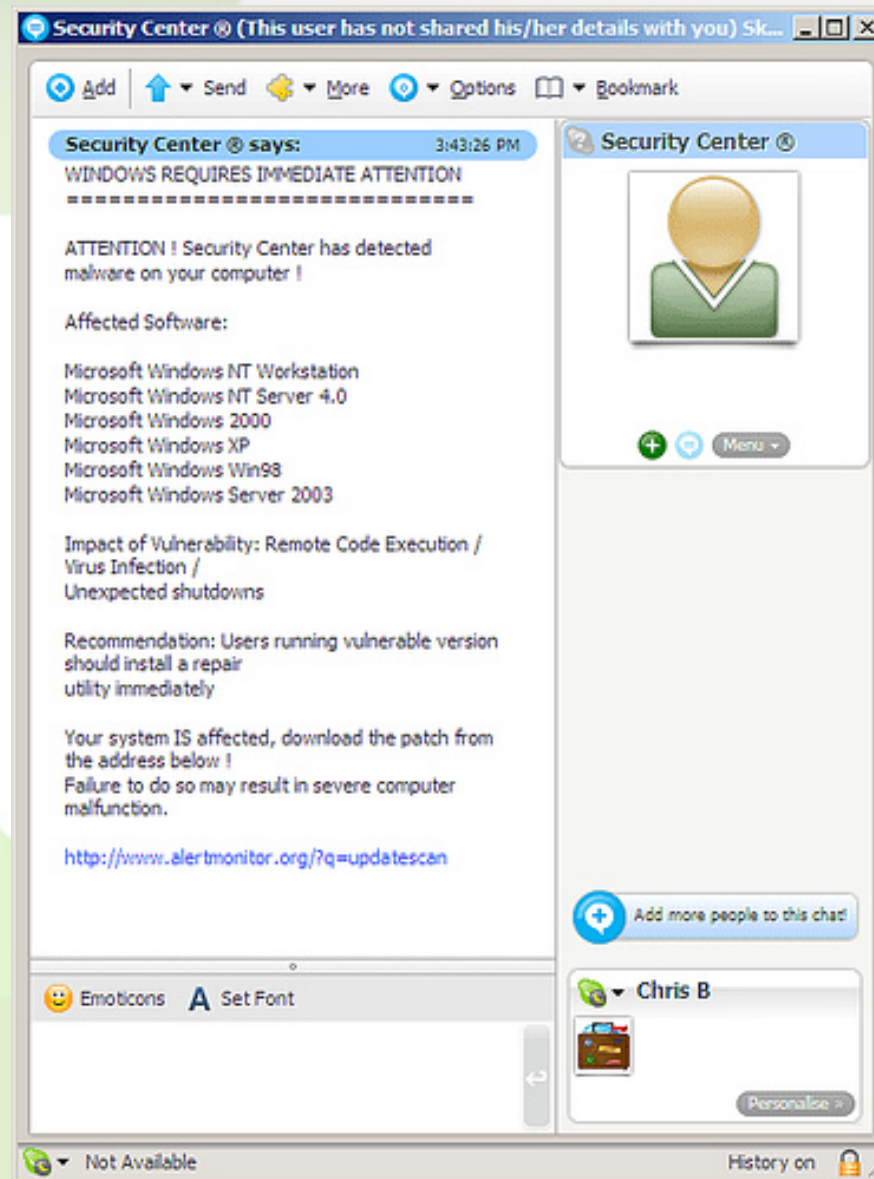 Security Center ® (This user has not shared his/her details with you) Sk...
Add Send More Options Bookmark
Security Center ® says: 3:43:26 PM
WINDOWS REQUIRES IMMEDIATE ATTENTION
=============================
ATTENTION ! Security Center has detected
malware on your computer !
Affected Software:
Microsoft Windows NT Workstation
Microsoft Windows NT Server 4.0
Microsoft Windows 2000
Microsoft Windows XP
Microsoft Windows Win98
Microsoft Windows Server 2003
Impact of Vulnerability: Remote Code Execution /
Virus Infection /
Unexpected shutdowns
Recommendation: Users running vulnerable version
should install a repair
utility immediately
Your system IS affected, download the patch from
the address below !
Failure to do so may result in severe computer
malfunction.
http://www.alertmonitor.org/?q=updatescan
Security Center ®
Menu
Add more people to this chat!
Emoticons A Set Font
Chris B
Personalise »
Not Available
History on